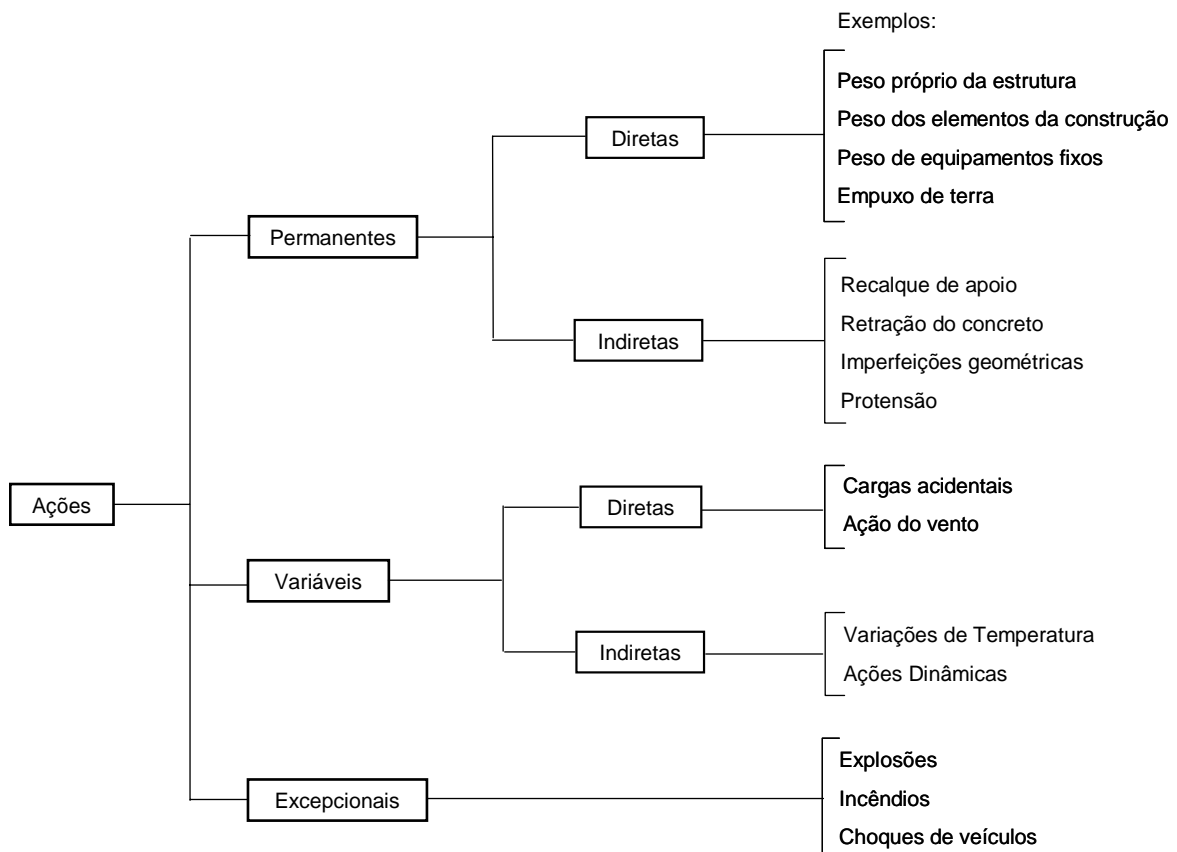 Exemplos:
Peso próprio da estrutura
Peso dos elementos da construção
Peso de equipamentos fixos
Empuxo de terra
Diretas
Permanentes
Indiretas
Recalque de apoio
Retração do concreto
Imperfeições geométricas
Protensão
Ações
Diretas
Cargas acidentais
Ação do vento
Variáveis
Indiretas
Variações de Temperatura
Ações Dinâmicas
Excepcionais
Explosões
Incêndios
Choques de veículos